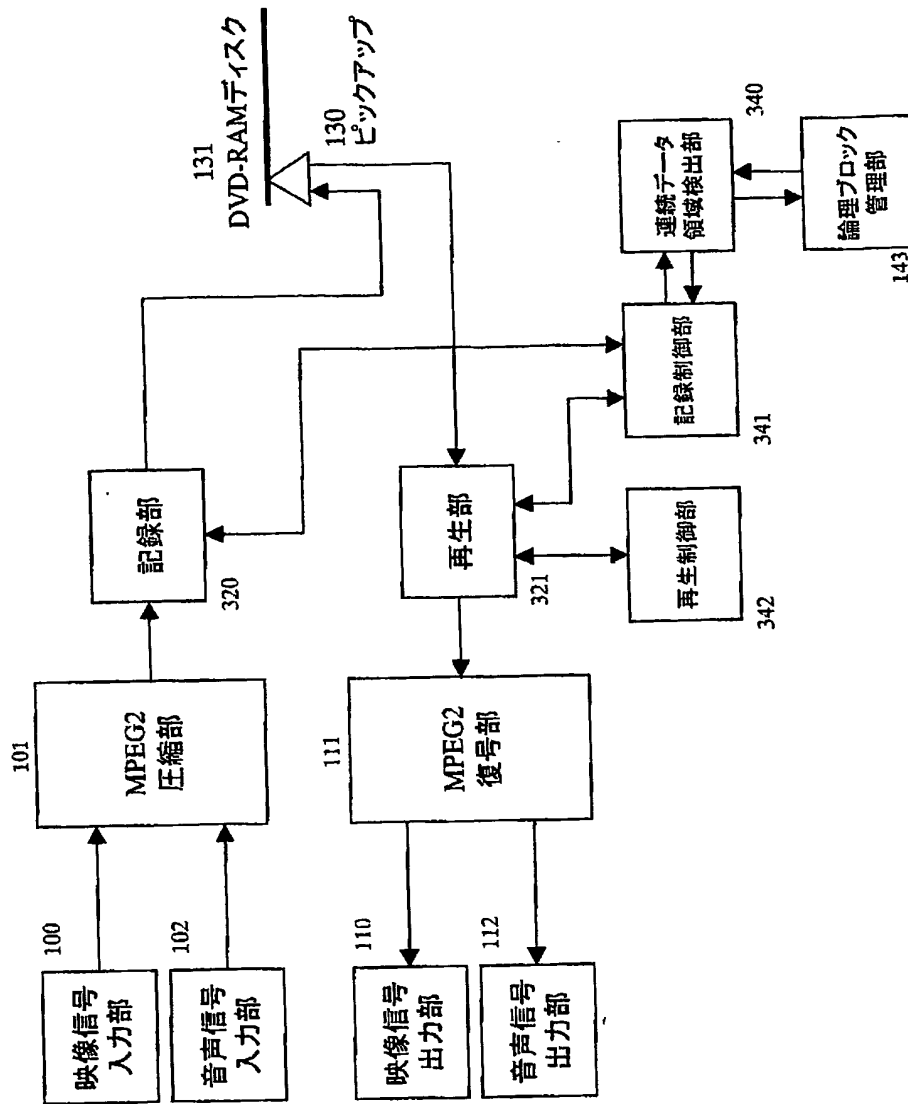 100
映像信号
入力部
102
音声信号
入力部
101
MPEG2
圧縮部
320
記録部
131
DVD-RAMディスク
130
ピックアップ
110
映像信号
出力部
112
音声信号
出力部
111
MPEG2
復号部
321
再生部
342
再生制御部
341
記録制御部
340
連続データ
領域検出部
143
論理ブロック
管理部